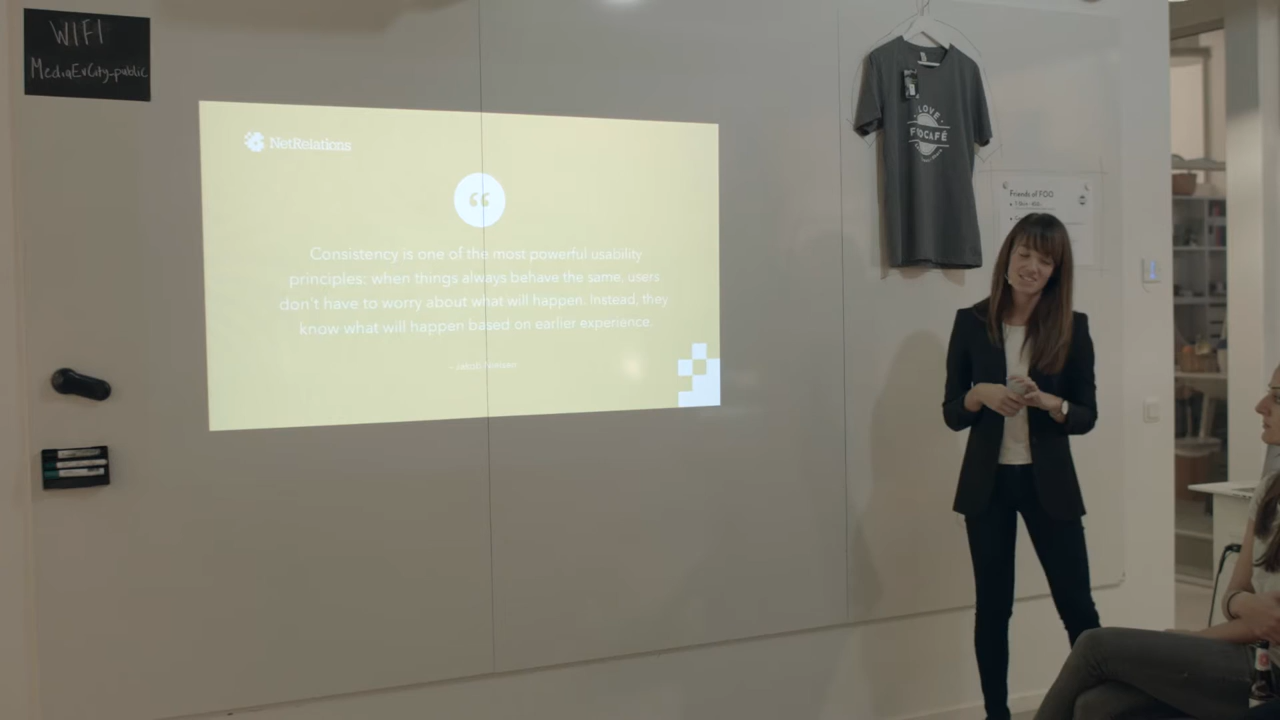 WIFI
MediaEvCity_public
NetRelations
“
Consistency is one of the most powerful usability
principles: when things always behave the same, users
don't have to worry about what will happen. Instead, they
know what will happen based on earlier experience.
– Jakob Nielsen
LOVE
FOOCAFÉ
Friends of FOO